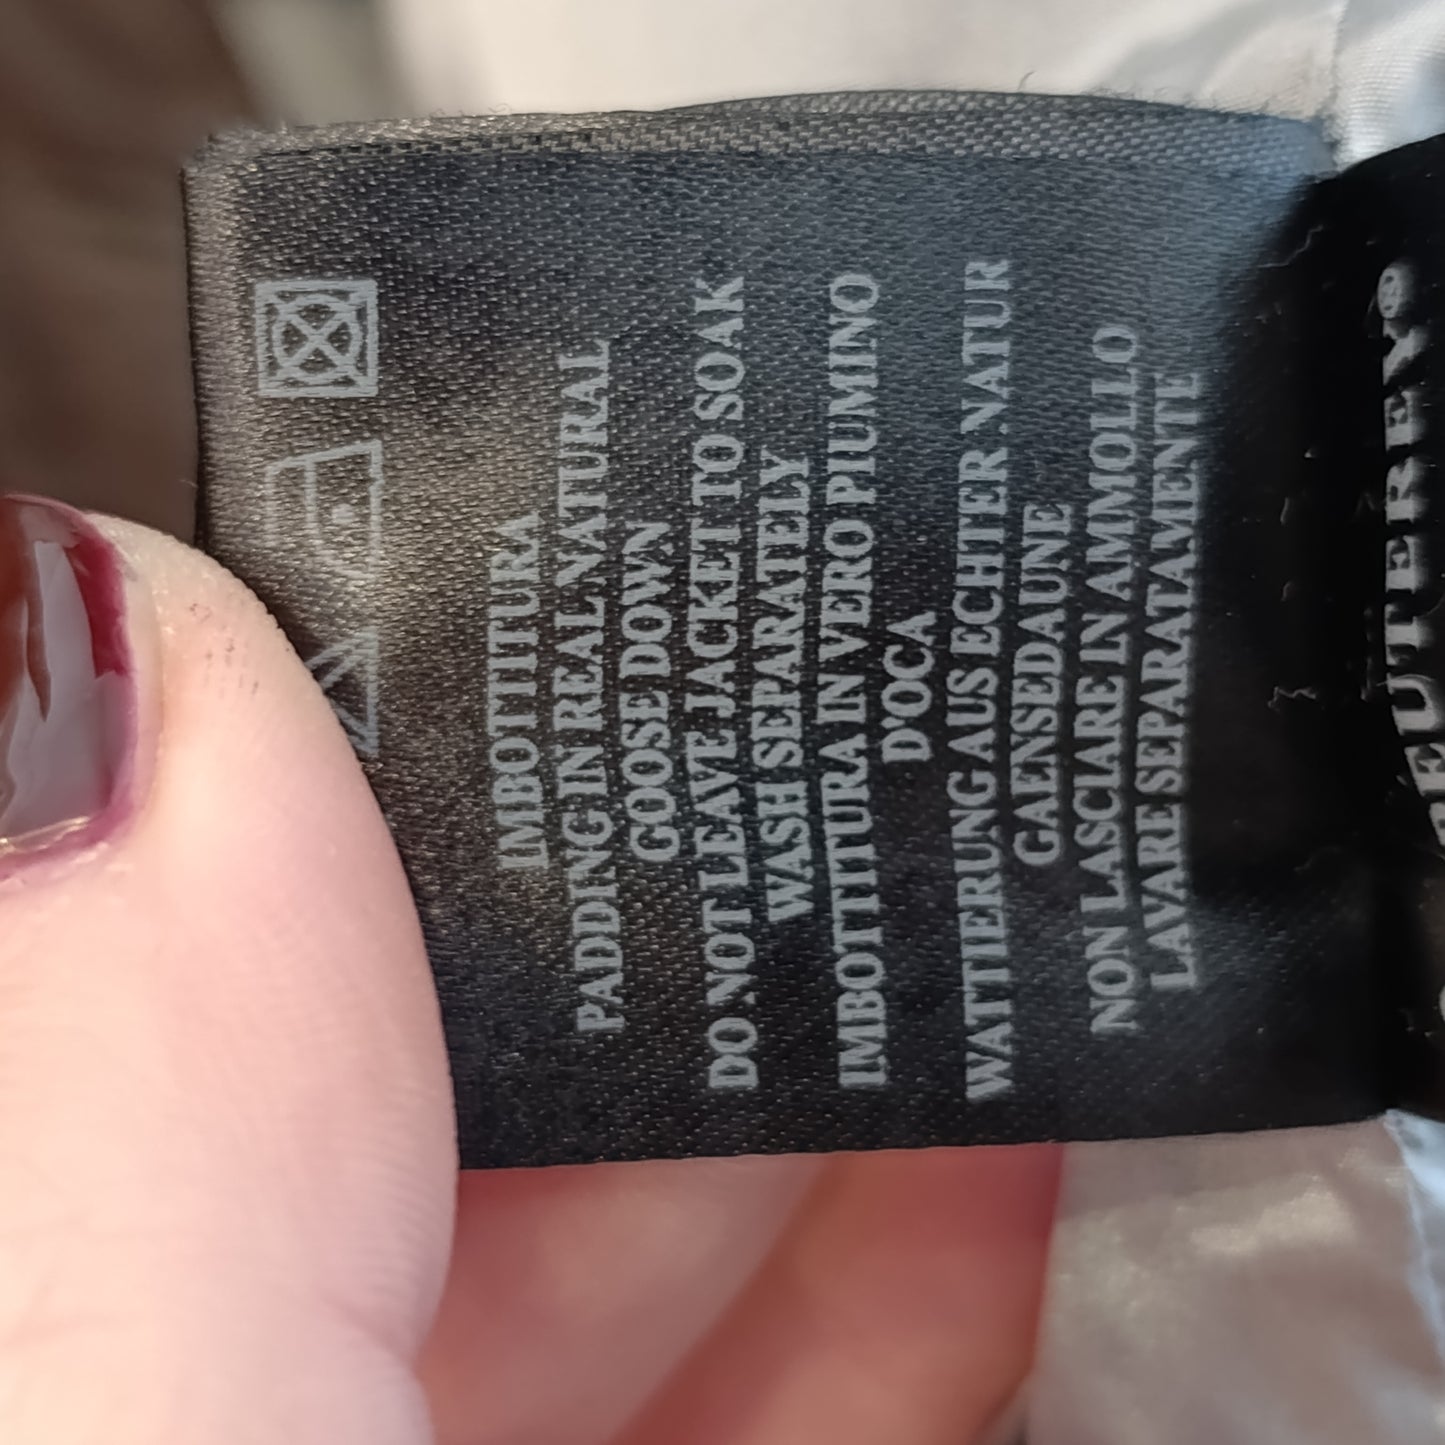 IMBOTTITURA
PADDING IN REAL NATURAL
GOOSE DOWN
DO NOT LEAVE JACKET TO SOAK
WASH SEPARATELY
IMBOTTITURA IN VERO PIUMINO
D'OCA
WATTIERUNG AUS ECHTER NATUR
GAENSEDAUNE
NON LASCIARE IN AMMOLLO
LAVARE SEPARATAMENTE